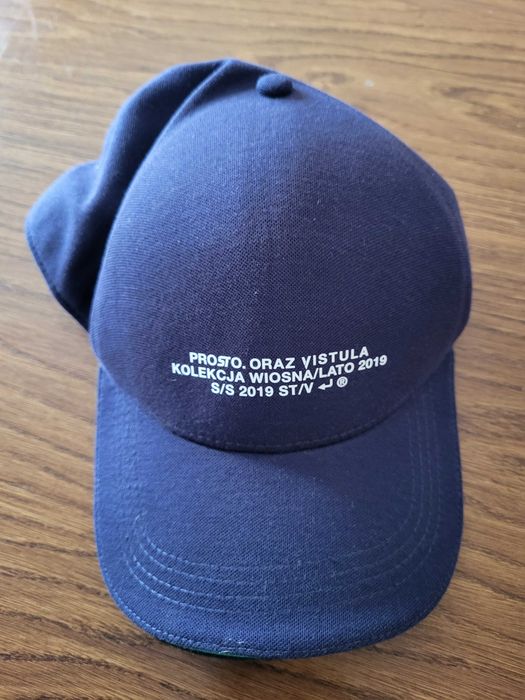 PROSTO. ORAZ VISTULA
KOLEKCJA WIOSNA/LATO 2019
S/S 2019 ST/V ↵ ®